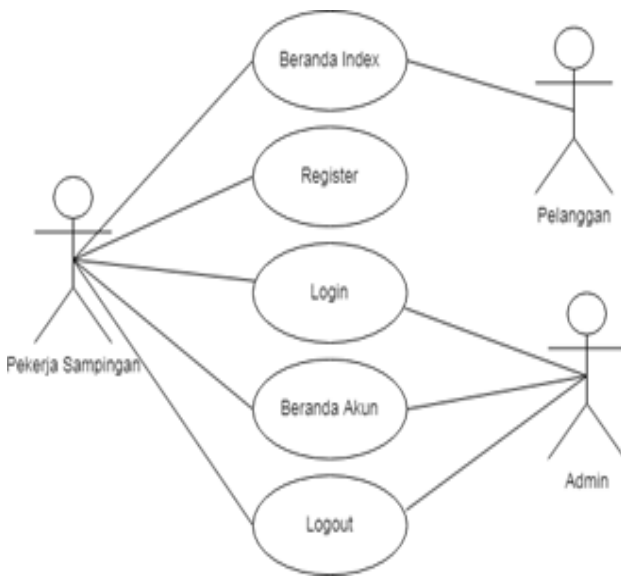 Beranda Index
Register
Pelanggan
Login
Pekerja Sampingan
Beranda Akun
Admin
Logout